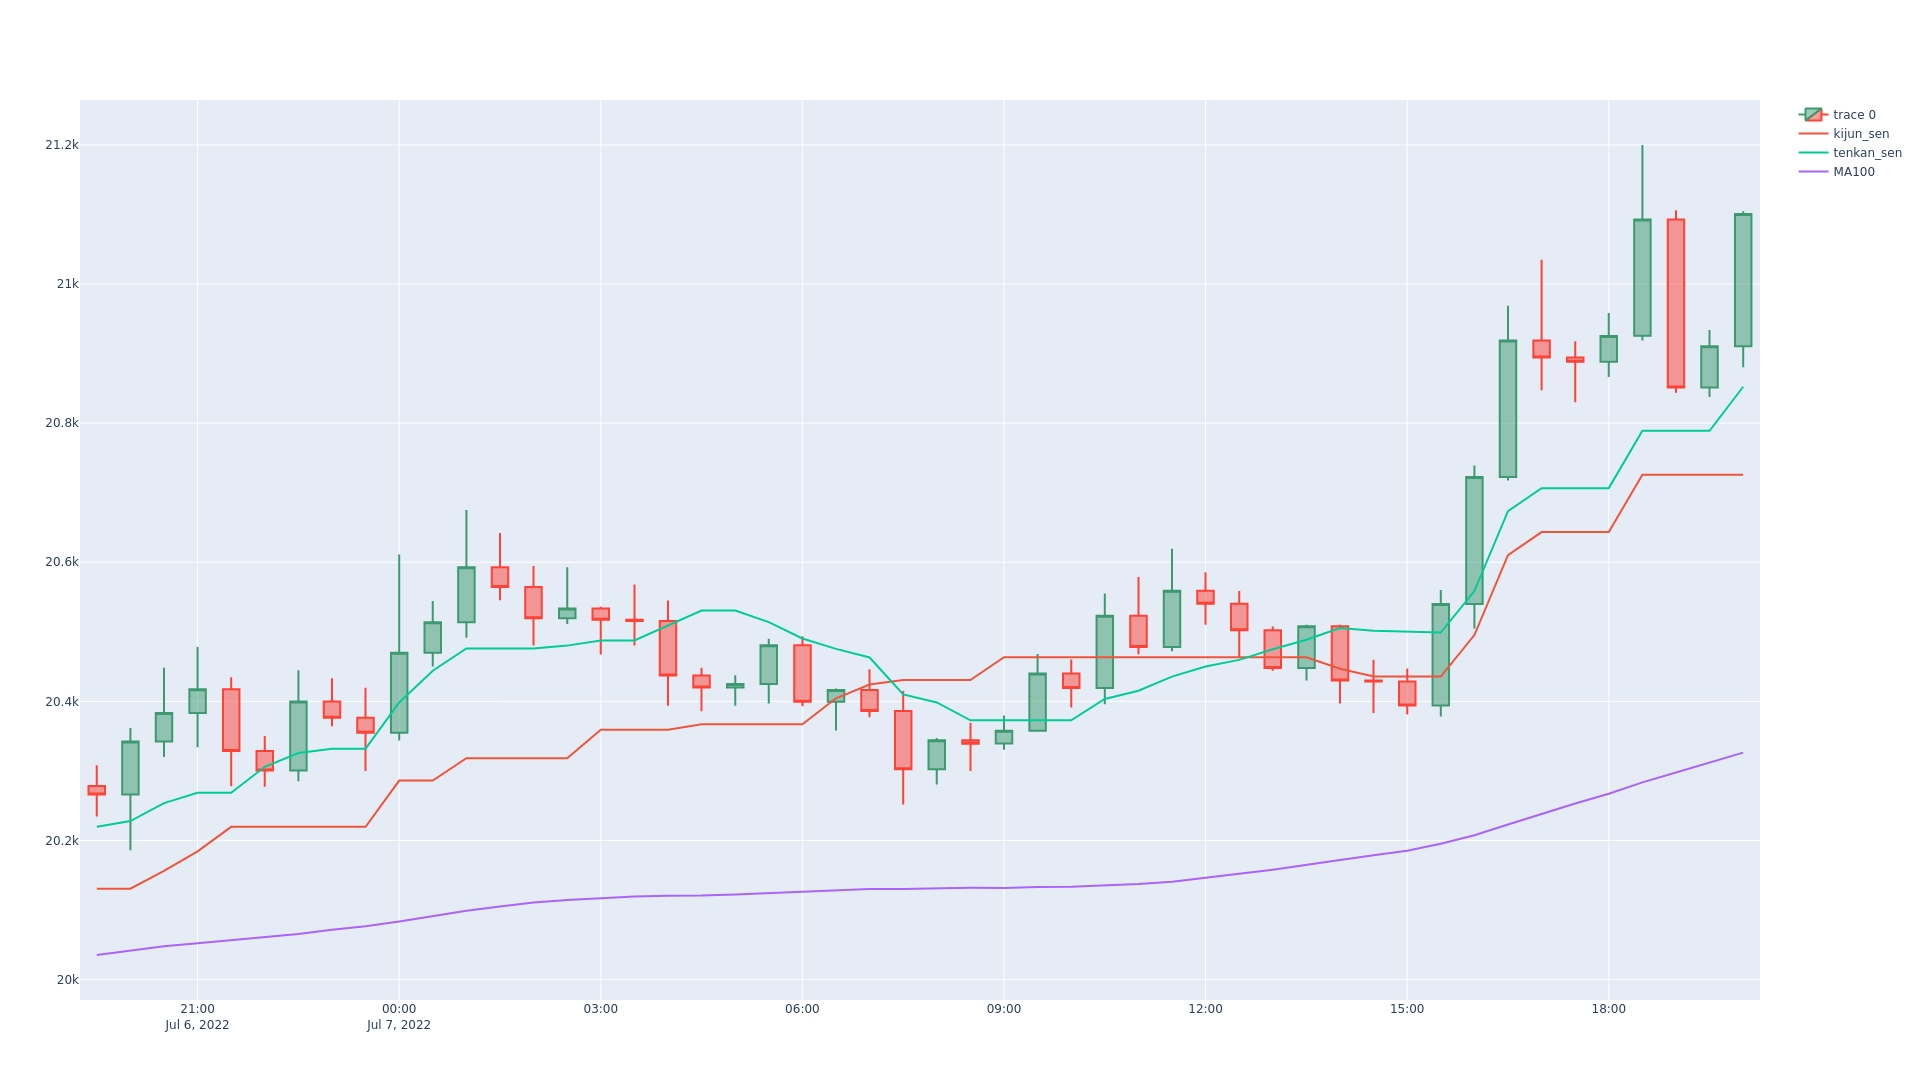 trace 0
kijun_sen
tenkan_sen
MA100
21.2k
21k
20.8k
20.6k
20.4k
20.2k
20k
21:00 00:00 03:00 06:00 09:00 12:00 15:00 18:00
Jul 6, 2022 Jul 7, 2022